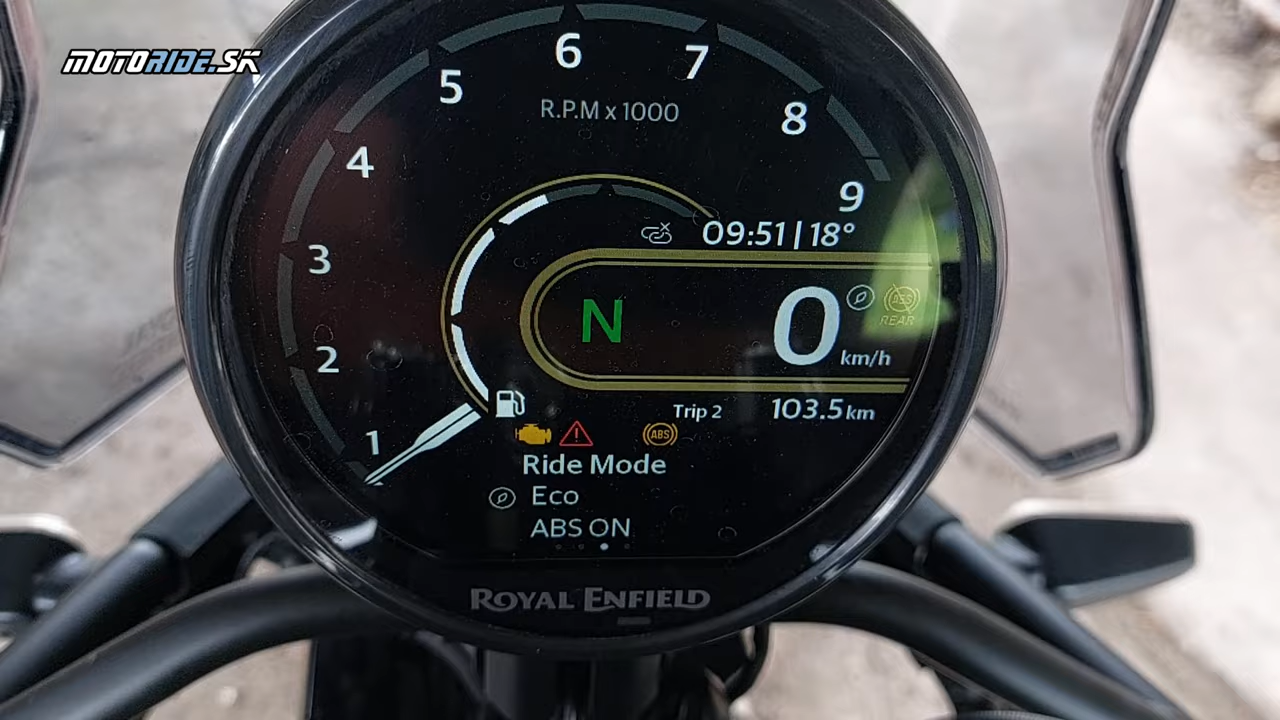 MOTORIDE.SK
6
5
7
R.P.M x 1000
8
4
9
09:51 | 18°
3
N
0
ABS
REAR
km/h
2
Trip 2
103.5 km
1
ABS
Ride Mode
Eco
ABS ON
ROYAL ENFIELD